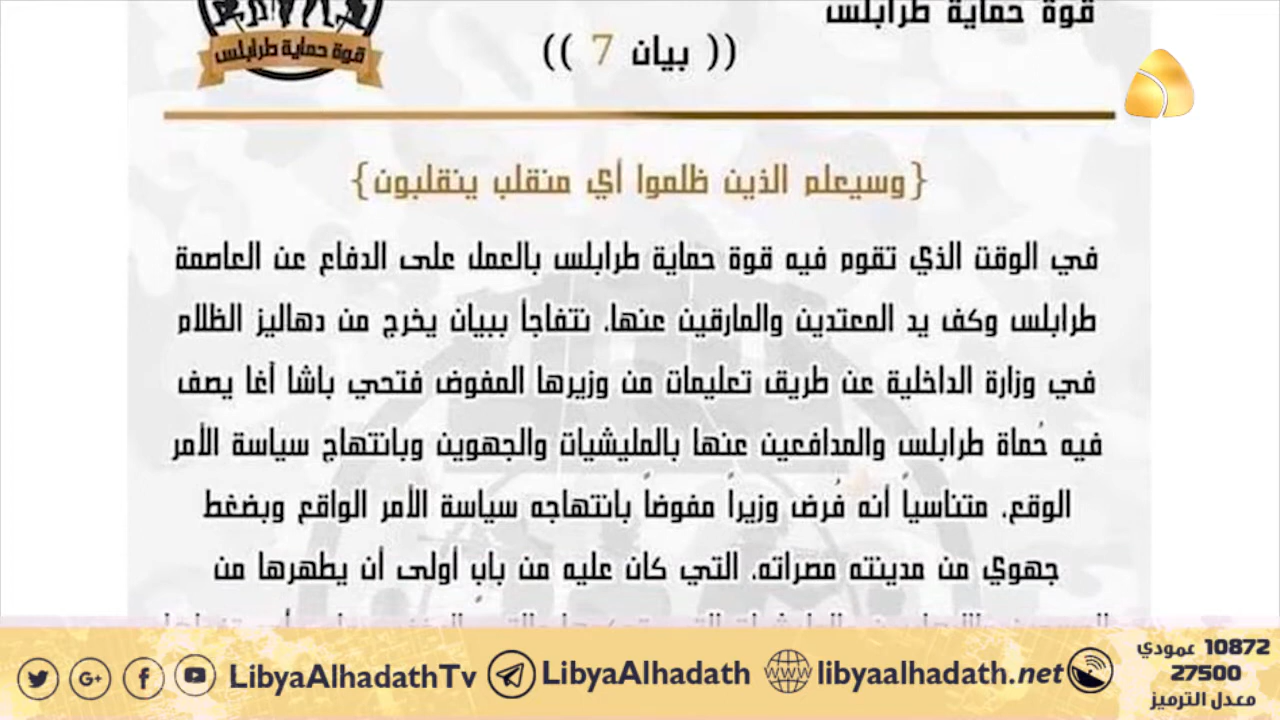 قوة حماية طرابلس
قوة حماية طرابلس
(( بيان 7 ))
{وسيعلم الذين ظلموا أي منقلب ينقلبون}
في الوقت الذي تقوم فيه قوة حماية طرابلس بالعمل على الدفاع عن العاصمة
طرابلس وكف يد المعتدين والمارقين عنها، نتفاجأ ببيان يخرج من دهاليز الظلام
في وزارة الداخلية عن طريق تعليمات من وزيرها المفوض فتحي باشا أغا يصف
فيه حُماة طرابلس والمدافعين عنها بالمليشيات والجهوين وبانتهاج سياسة الأمر
الوقع، متناسياً أنه فُرض وزيراً مفوضاً بانتهاجه سياسة الأمر الواقع وبضغط
جهوي من مدينته مصراته، التي كان عليه من بابٍ أولى أن يطهرها من
LibyaAlhadathTv
LibyaAlhadath
www
libyaalhadath.net
10872 عمودي
27500
معدل الترميز